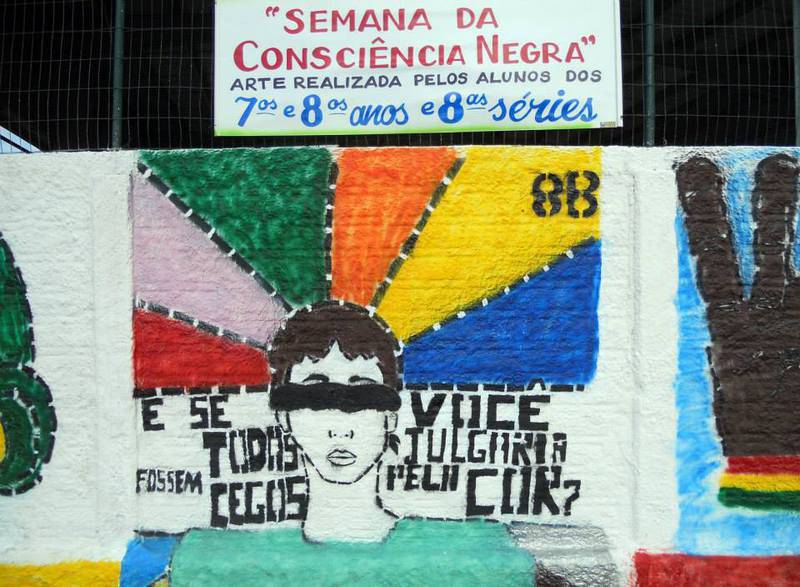 "SEMANA DA
CONSCIÊNCIA NEGRA"
ARTE REALIZADA PELOS ALUNOS DOS
7os e 8os anos e 8as séries
8B
E SE
TODOS
FOSSEM
CEGOS
VOCÊ
JULGARIA
PELA
COR?